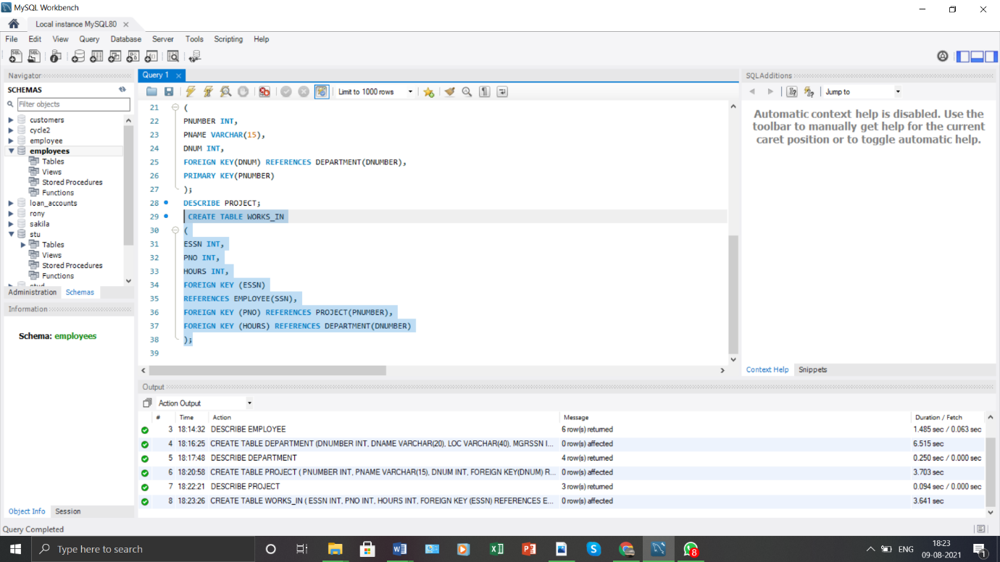 MySQL Workbench
Local instance MySQL80
File Edit View Query Database Server Tools Scripting Help
Navigator
SCHEMAS
Filter objects
customers
cycle2
employee
employees
Tables
Views
Stored Procedures
Functions
loan_accounts
rony
sakila
stu
Tables
Views
Stored Procedures
Functions
Administration Schemas
Information
Schema: employees
Object Info Session
Query 1
Limit to 1000 rows
21 (
22 PNUMBER INT,
23 PNAME VARCHAR(15),
24 DNUM INT,
25 FOREIGN KEY(DNUM) REFERENCES DEPARTMENT(DNUMBER),
26 PRIMARY KEY(PNUMBER)
27 );
28 DESCRIBE PROJECT;
29 CREATE TABLE WORKS_IN
30 (
31 ESSN INT,
32 PNO INT,
33 HOURS INT,
34 FOREIGN KEY (ESSN)
35 REFERENCES EMPLOYEE(SSN),
36 FOREIGN KEY (PNO) REFERENCES PROJECT(PNUMBER),
37 FOREIGN KEY (HOURS) REFERENCES DEPARTMENT(DNUMBER)
38 );
39
SQLAdditions
Jump to
Automatic context help is disabled. Use the
toolbar to manually get help for the current
caret position or to toggle automatic help.
Context Help Snippets
Output
Action Output
# Time Action Message Duration / Fetch
3 18:14:32 DESCRIBE EMPLOYEE 6 row(s) returned 1.485 sec / 0.063 sec
4 18:16:25 CREATE TABLE DEPARTMENT (DNUMBER INT, DNAME VARCHAR(20), LOC VARCHAR(40), MGRSSN I... 0 row(s) affected 6.515 sec
5 18:17:48 DESCRIBE DEPARTMENT 4 row(s) returned 0.250 sec / 0.000 sec
6 18:20:58 CREATE TABLE PROJECT ( PNUMBER INT, PNAME VARCHAR(15), DNUM INT, FOREIGN KEY(DNUM) R... 0 row(s) affected 3.703 sec
7 18:22:21 DESCRIBE PROJECT 3 row(s) returned 0.094 sec / 0.000 sec
8 18:23:26 CREATE TABLE WORKS_IN ( ESSN INT, PNO INT, HOURS INT, FOREIGN KEY (ESSN) REFERENCES E... 0 row(s) affected 3.641 sec
Query Completed
Type here to search
8
ENG
18:23
09-08-2021
1